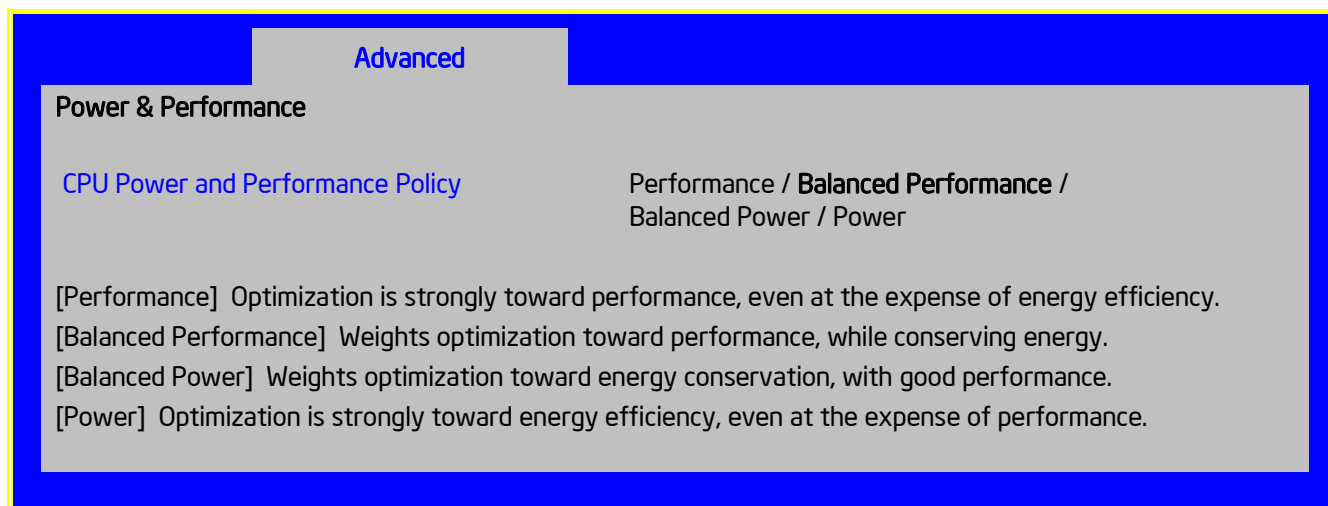 Advanced
Power & Performance
CPU Power and Performance Policy Performance / Balanced Performance /
Balanced Power / Power
[Performance] Optimization is strongly toward performance, even at the expense of energy efficiency.
[Balanced Performance] Weights optimization toward performance, while conserving energy.
[Balanced Power] Weights optimization toward energy conservation, with good performance.
[Power] Optimization is strongly toward energy efficiency, even at the expense of performance.